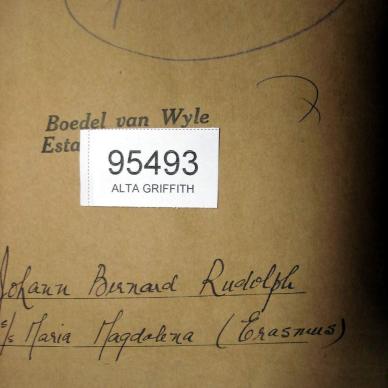 Boedel van Wyle
Esta
95493
ALTA GRIFFITH
Johann Bernard Rudolph
s/s Maria Magdalena (Erasmus)